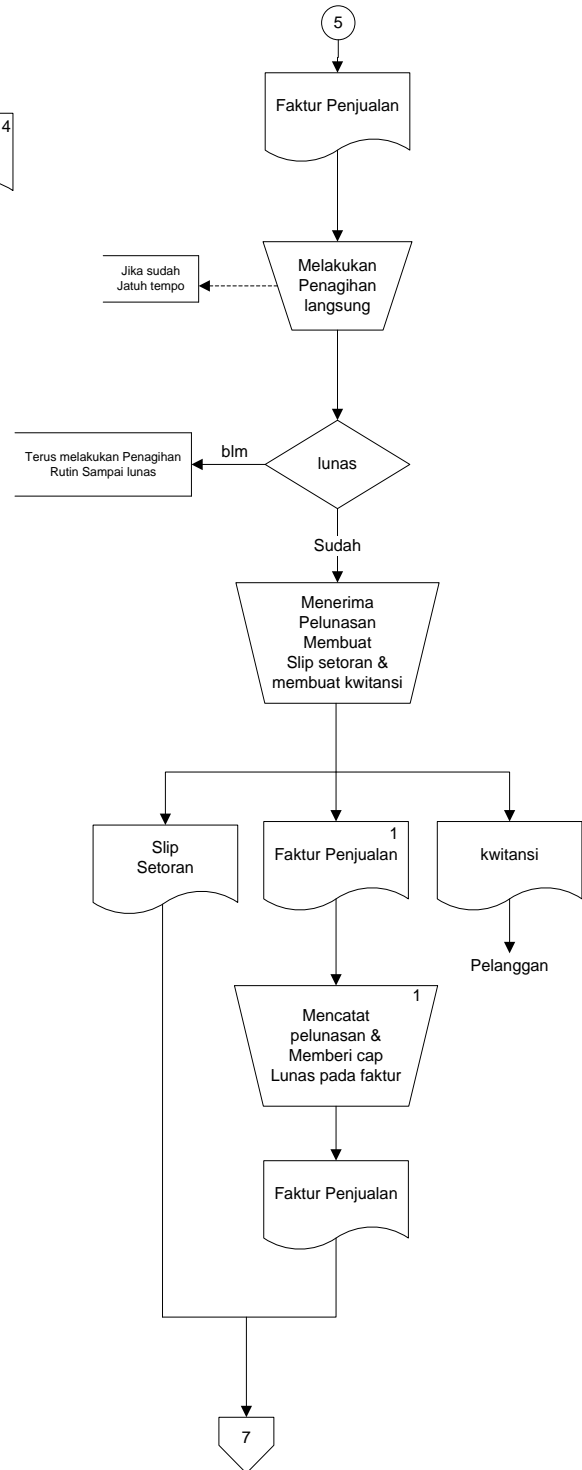 5
Faktur Penjualan
4
Melakukan
Penagihan
langsung
Jika sudah
Jatuh tempo
lunas
blm
Terus melakukan Penagihan
Rutin Sampai lunas
Sudah
Menerima
Pelunasan
Membuat
Slip setoran &
membuat kwitansi
Slip
Setoran
1
Faktur Penjualan
kwitansi
Pelanggan
1
Mencatat
pelunasan &
Memberi cap
Lunas pada faktur
Faktur Penjualan
7